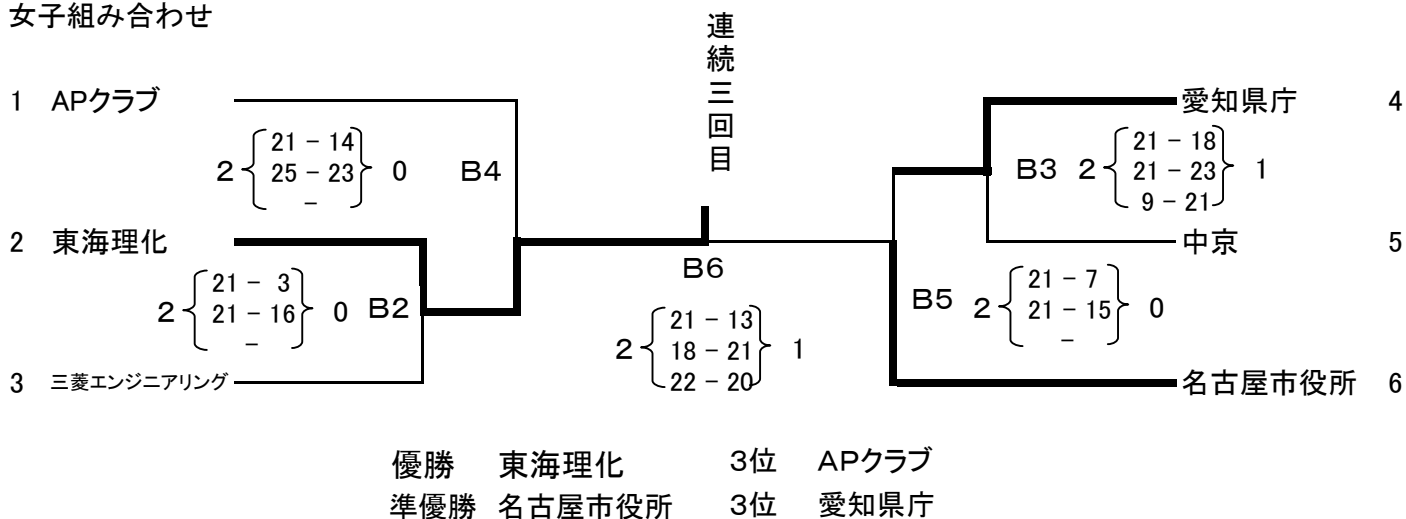 女子組み合わせ
連続三回目
1 APクラブ
愛知県庁 4
2 21 - 14 0 B4
25 - 23
-
B3 2 21 - 18 1
21 - 23
9 - 21
2 東海理化
中京 5
B6
2 21 - 3 0 B2
21 - 16
-
B5 2 21 - 7 0
21 - 15
-
2 21 - 13 1
18 - 21
22 - 20
3 三菱エンジニアリング
名古屋市役所 6
優勝 東海理化 3位 APクラブ
準優勝 名古屋市役所 3位 愛知県庁